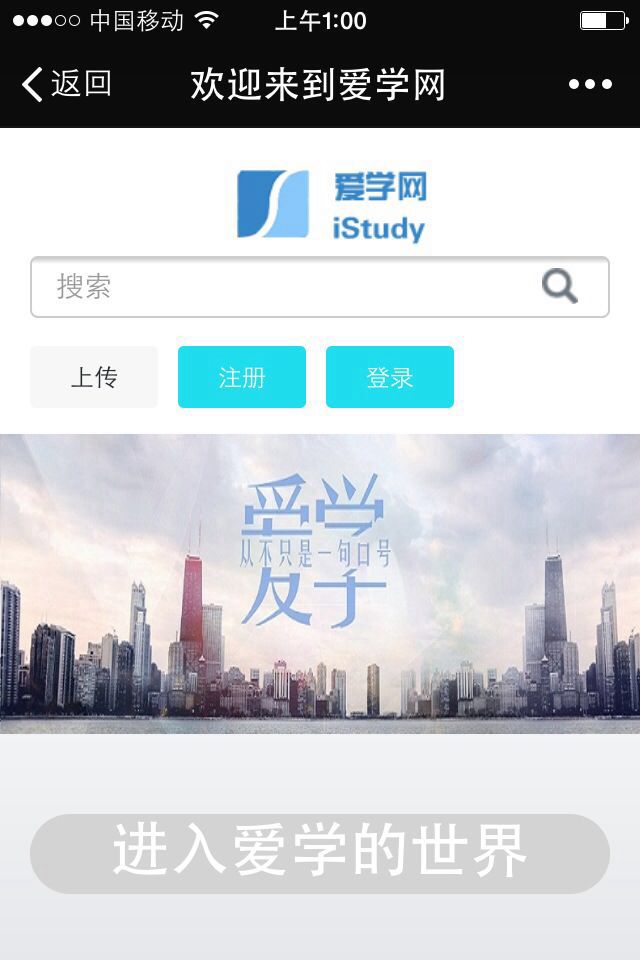 中国移动 上午1:00
返回 欢迎来到爱学网
爱学网
iStudy
搜索
上传 注册 登录
爱学
从不只是一句口号
进入爱学的世界